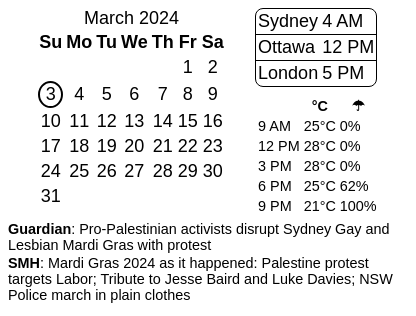 March 2024
Su Mo Tu We Th Fr Sa
1 2
3 4 5 6 7 8 9
10 11 12 13 14 15 16
17 18 19 20 21 22 23
24 25 26 27 28 29 30
31
Sydney 4 AM
Ottawa 12 PM
London 5 PM
°C ☂
9 AM 25°C 0%
12 PM 28°C 0%
3 PM 28°C 0%
6 PM 25°C 62%
9 PM 21°C 100%
Guardian: Pro-Palestinian activists disrupt Sydney Gay and
Lesbian Mardi Gras with protest
SMH: Mardi Gras 2024 as it happened: Palestine protest
targets Labor; Tribute to Jesse Baird and Luke Davies; NSW
Police march in plain clothes